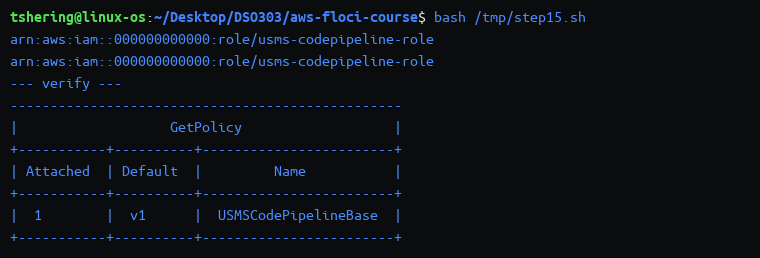 tshering@linux-os:~/Desktop/DSO303/aws-floci-course$ bash /tmp/step15.sh
arn:aws:iam::000000000000:role/usms-codepipeline-role
arn:aws:iam::000000000000:role/usms-codepipeline-role
--- verify ---
-------------------------------------------------
|                   GetPolicy                   |
+-----------+----------+------------------------+
| Attached  | Default  |         Name           |
+-----------+----------+------------------------+
|  1        |  v1      |  USMSCodePipelineBase  |
+-----------+----------+------------------------+